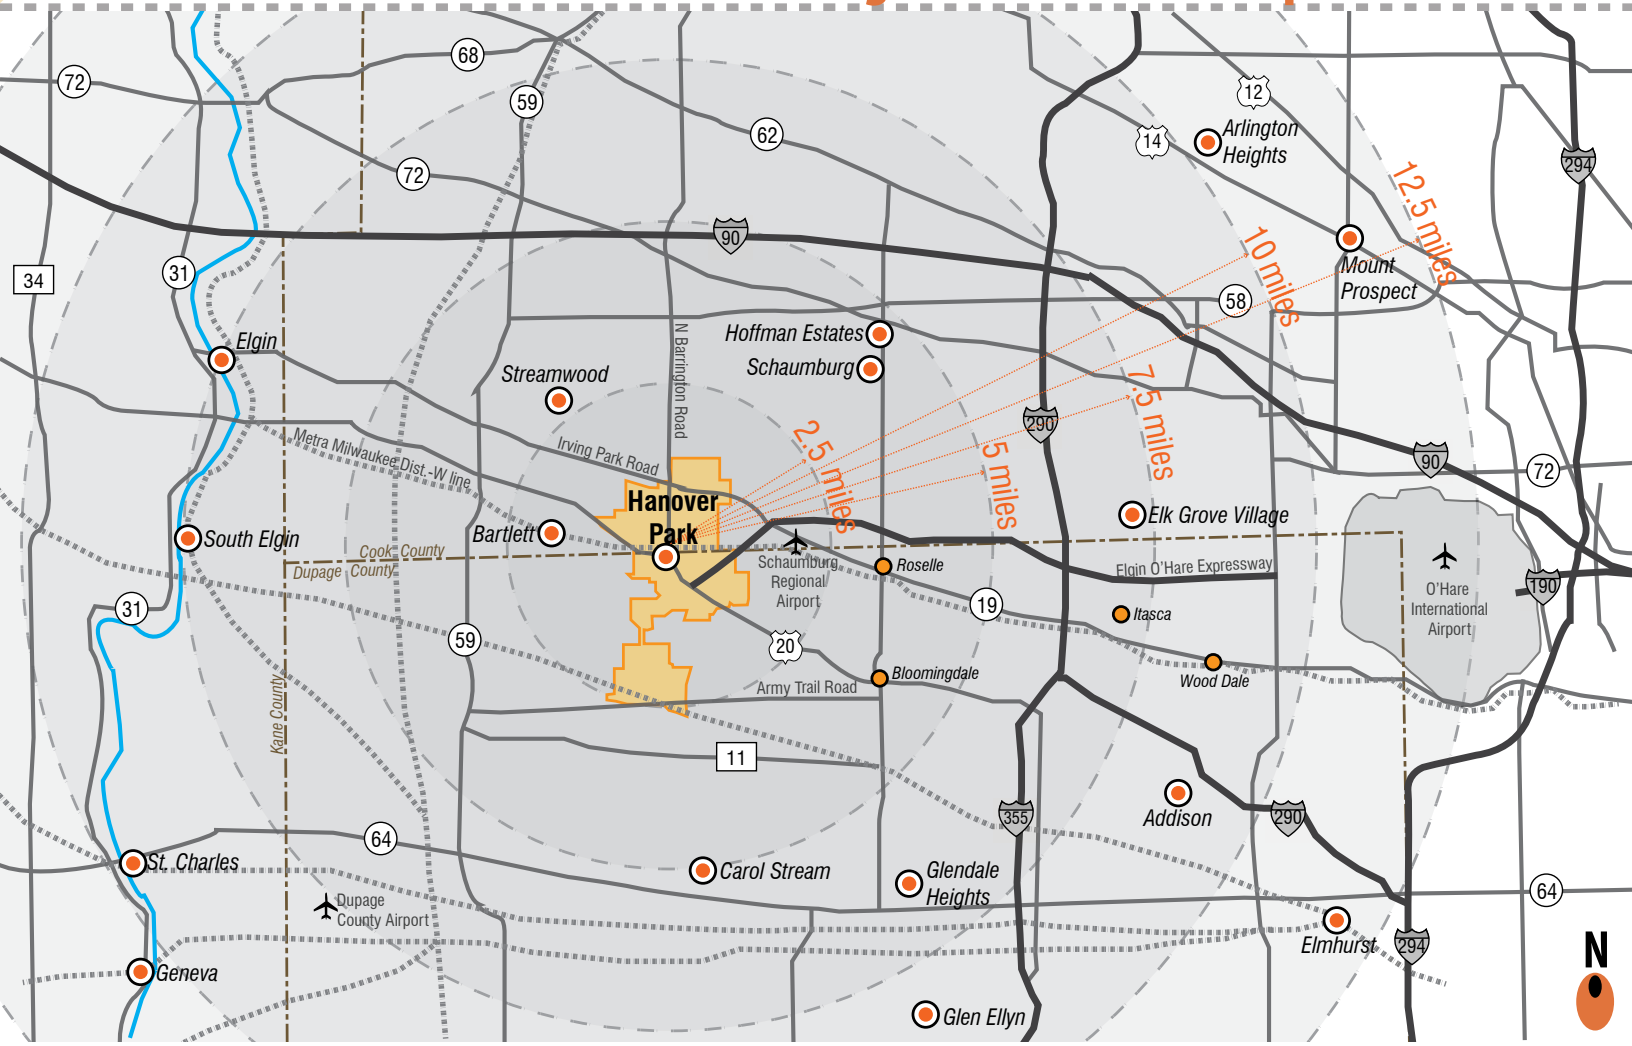 68
72
59
12
Arlington
Heights
14
62
294
72
12.5 miles
90
10 miles
Mount
Prospect
31
34
58
N Barrington Road
Hoffman Estates
Elgin
Schaumburg
Streamwood
7.5 miles
290
2.5 miles
5 miles
Metra Milwaukee Dist.-W line
Irving Park Road
90
72
Hanover
Park
Elk Grove Village
Bartlett
South Elgin
Cook County
Dupage County
Schaumburg
Regional
Airport
Roselle
Elgin O'Hare Expressway
O'Hare
International
Airport
190
31
19
Itasca
59
20
Bloomingdale
Wood Dale
Army Trail Road
Kane County
11
Addison
355
290
64
St. Charles
Carol Stream
Glendale
Heights
64
Dupage
County Airport
Elmhurst
294
N
Geneva
Glen Ellyn